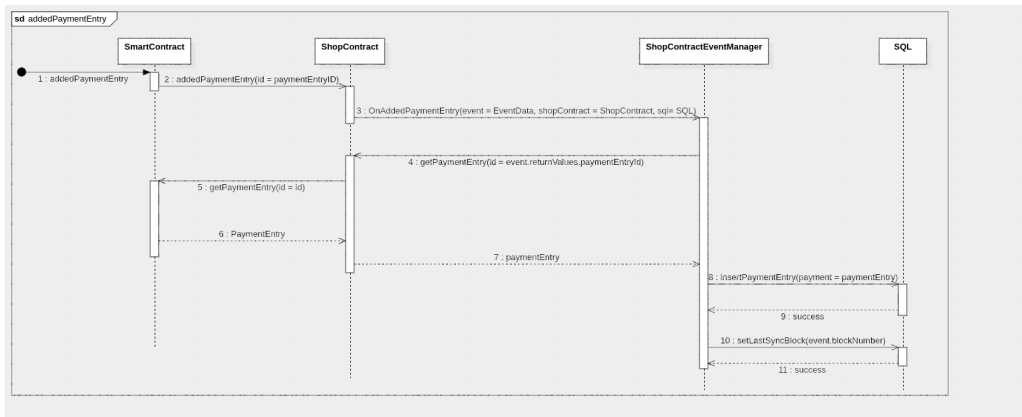 sd addedPaymentEntry
SmartContract
ShopContract
ShopContractEventManager
SQL
1 : addedPaymentEntry
2 : addedPaymentEntry(id = paymentEntryID)
3 : OnAddedPaymentEntry(event = EventData, shopContract = ShopContract, sql= SQL)
4 : getPaymentEntry(id = event.returnValues.paymentEntryId)
5 : getPaymentEntry(id = id)
6 : PaymentEntry
7 : paymentEntry
8 : insertPaymentEntry(payment = paymentEntry)
9 : success
10 : setLastSyncBlock(event.blockNumber)
11 : success